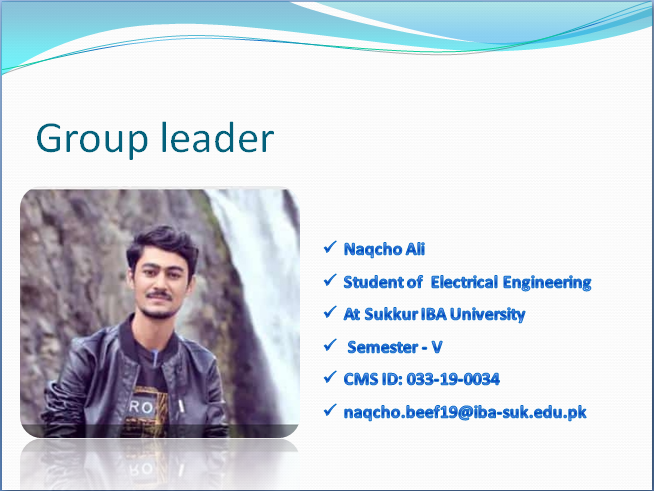 Group leader
Naqcho Ali
Student of Electrical Engineering
At Sukkur IBA University
Semester - V
CMS ID: 033-19-0034
naqcho.beef19@iba-suk.edu.pk
RO